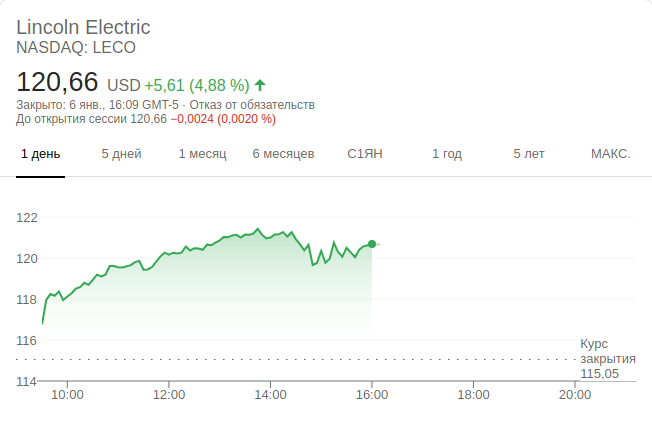 Lincoln Electric
NASDAQ: LECO
120,66 USD +5,61 (4,88 %)
Закрыто: 6 янв., 16:09 GMT-5 · Отказ от обязательств
До открытия сессии 120,66 −0,0024 (0,0020 %)
1 день 5 дней 1 месяц 6 месяцев С1ЯН 1 год 5 лет МАКС.
122
120
118
116
114
Курс
закрытия
115,05
10:00 12:00 14:00 16:00 18:00 20:00